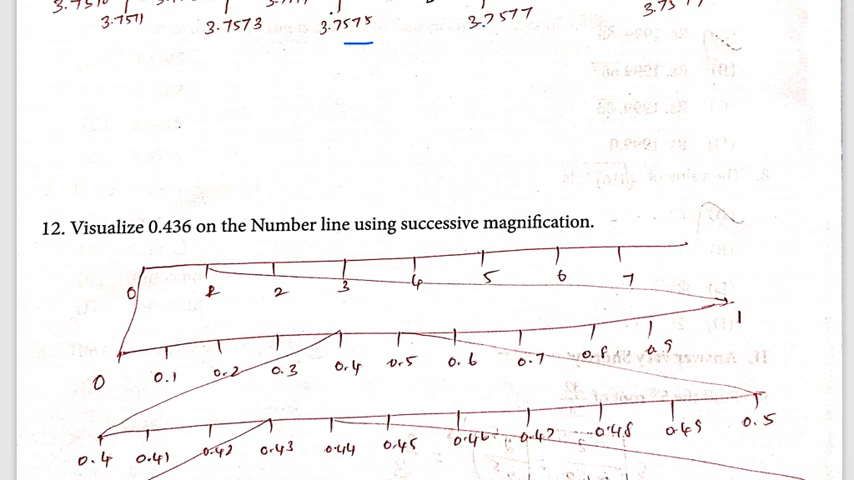 3.7571 3.7573 3.7575 3.7577
12. Visualize 0.436 on the Number line using successive magnification.
0 1 2 3 4 5 6 7
1
0 0.1 0.2 0.3 0.4 0.5 0.6 0.7 0.8 0.9
0.4 0.41 0.42 0.43 0.44 0.45 0.46 0.47 0.48 0.49 0.5